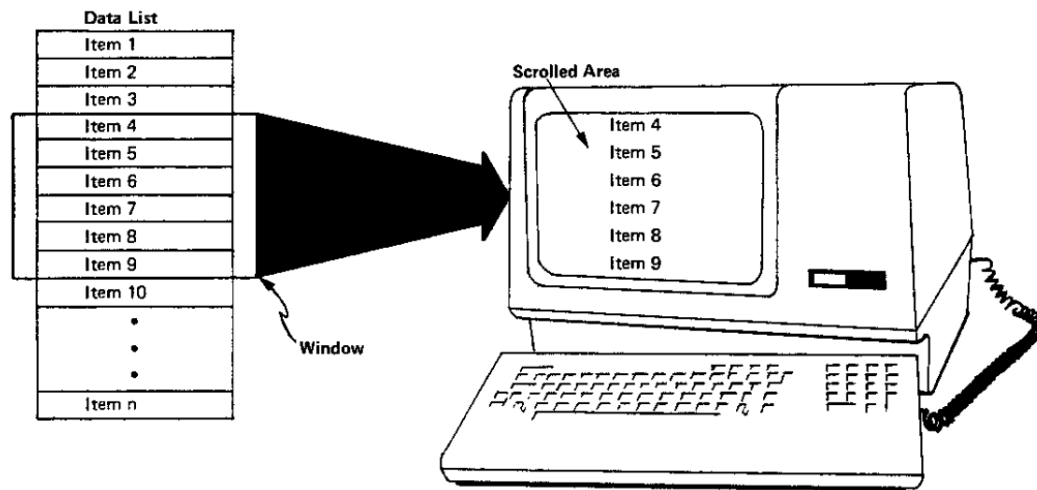 Data List
Item 1
Item 2
Item 3
Item 4
Item 5
Item 6
Item 7
Item 8
Item 9
Item 10
Item n
Window
Scrolled Area
Item 4
Item 5
Item 6
Item 7
Item 8
Item 9